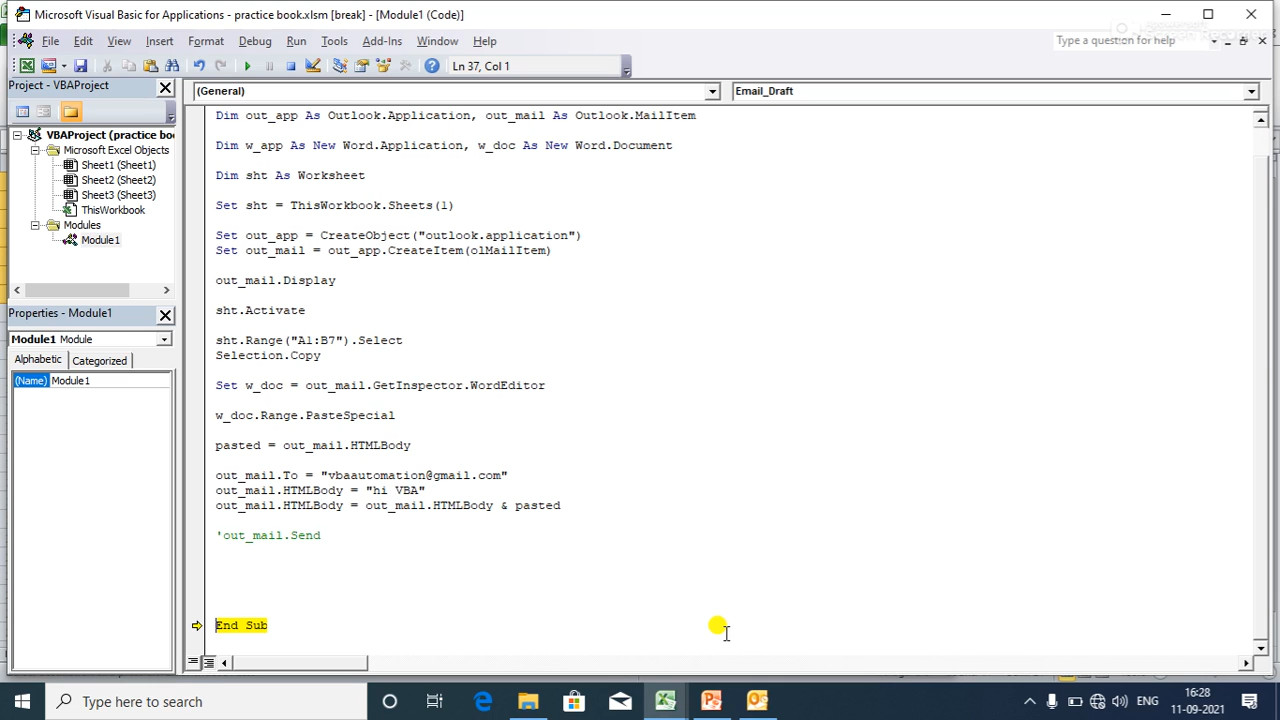 Microsoft Visual Basic for Applications - practice book.xlsm [break] - [Module1 (Code)]
File Edit View Insert Format Debug Run Tools Add-Ins Window Help
Type a question for help
Ln 37, Col 1
Project - VBAProject
(General)
Email_Draft
VBAProject (practice boo
Microsoft Excel Objects
Sheet1 (Sheet1)
Sheet2 (Sheet2)
Sheet3 (Sheet3)
ThisWorkbook
Modules
Module1
Properties - Module1
Module1 Module
Alphabetic Categorized
(Name) Module1
Dim out_app As Outlook.Application, out_mail As Outlook.MailItem
Dim w_app As New Word.Application, w_doc As New Word.Document
Dim sht As Worksheet
Set sht = ThisWorkbook.Sheets(1)
Set out_app = CreateObject("outlook.application")
Set out_mail = out_app.CreateItem(olMailItem)
out_mail.Display
sht.Activate
sht.Range("A1:B7").Select
Selection.Copy
Set w_doc = out_mail.GetInspector.WordEditor
w_doc.Range.PasteSpecial
pasted = out_mail.HTMLBody
out_mail.To = "vbaautomation@gmail.com"
out_mail.HTMLBody = "hi VBA"
out_mail.HTMLBody = out_mail.HTMLBody & pasted
'out_mail.Send
End Sub
Type here to search
ENG
16:28
11-09-2021